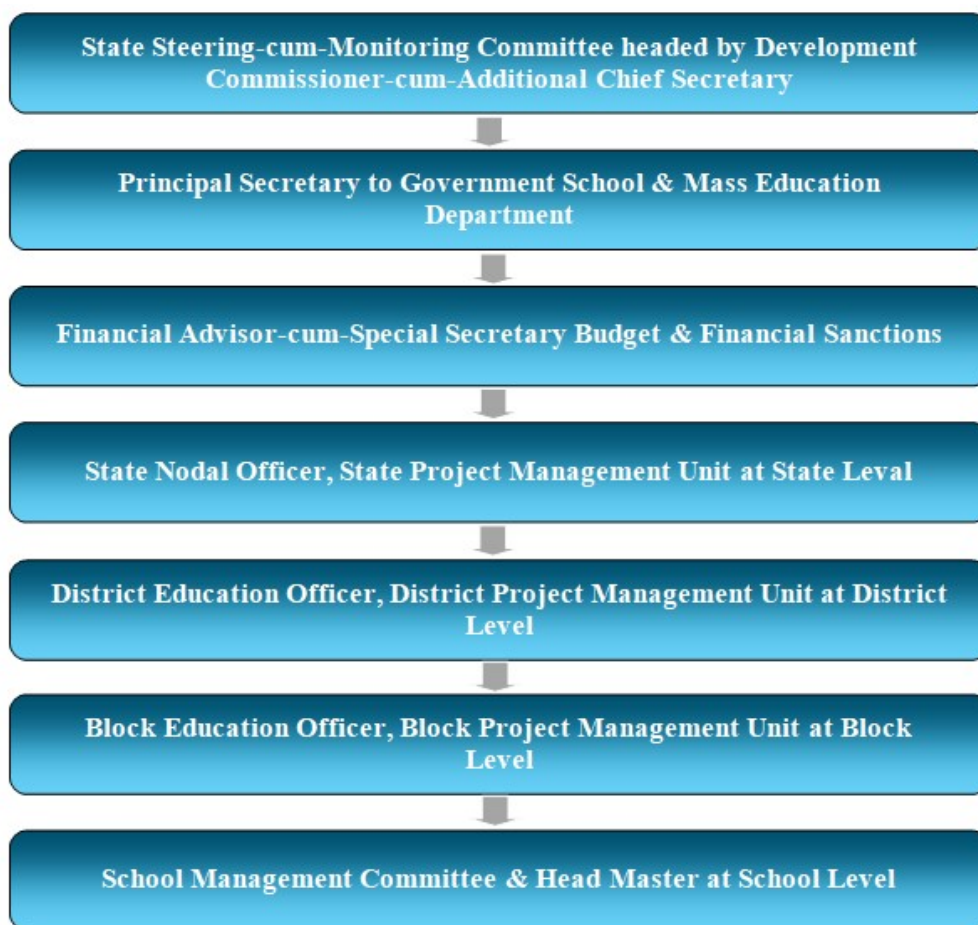 State Steering-cum-Monitoring Committee headed by Development
Commissioner-cum-Additional Chief Secretary
Principal Secretary to Government School & Mass Education
Department
Financial Advisor-cum-Special Secretary Budget & Financial Sanctions
State Nodal Officer, State Project Management Unit at State Leval
District Education Officer, District Project Management Unit at District
Level
Block Education Officer, Block Project Management Unit at Block
Level
School Management Committee & Head Master at School Level